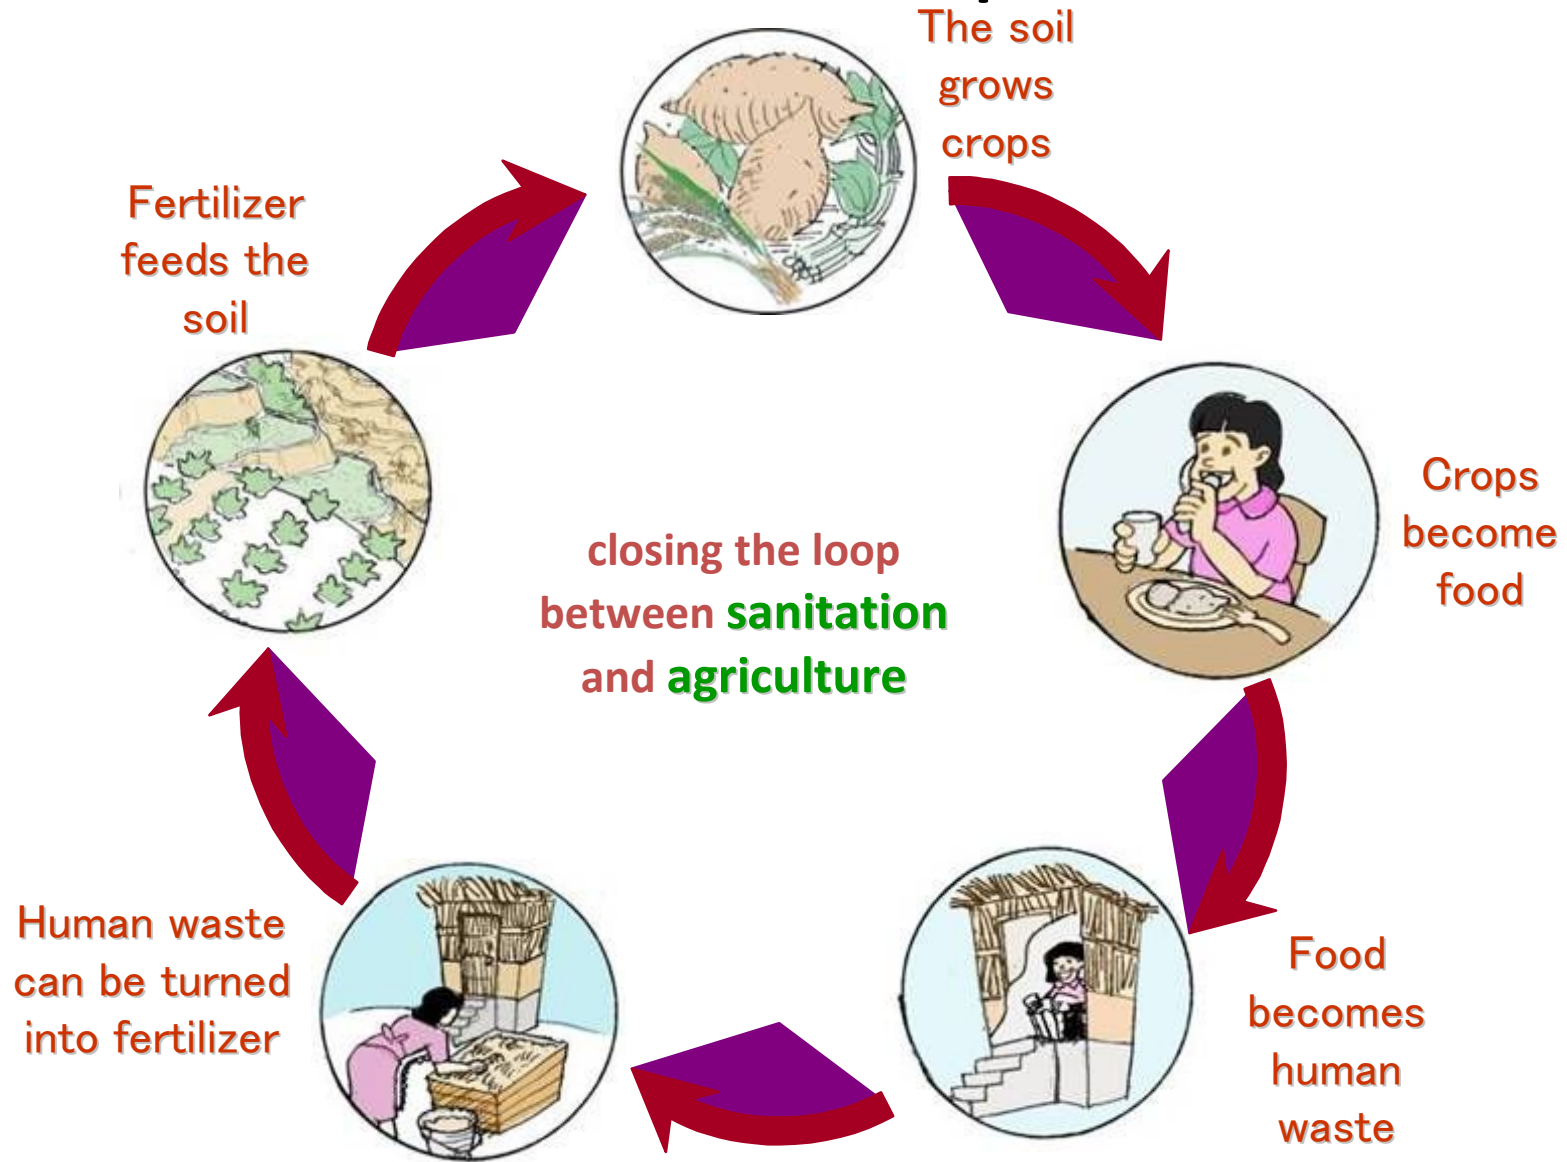 The soil
grows
crops
Fertilizer
feeds the
soil
Crops
become
food
closing the loop
between sanitation
and agriculture
Human waste
can be turned
into fertilizer
Food
becomes
human
waste